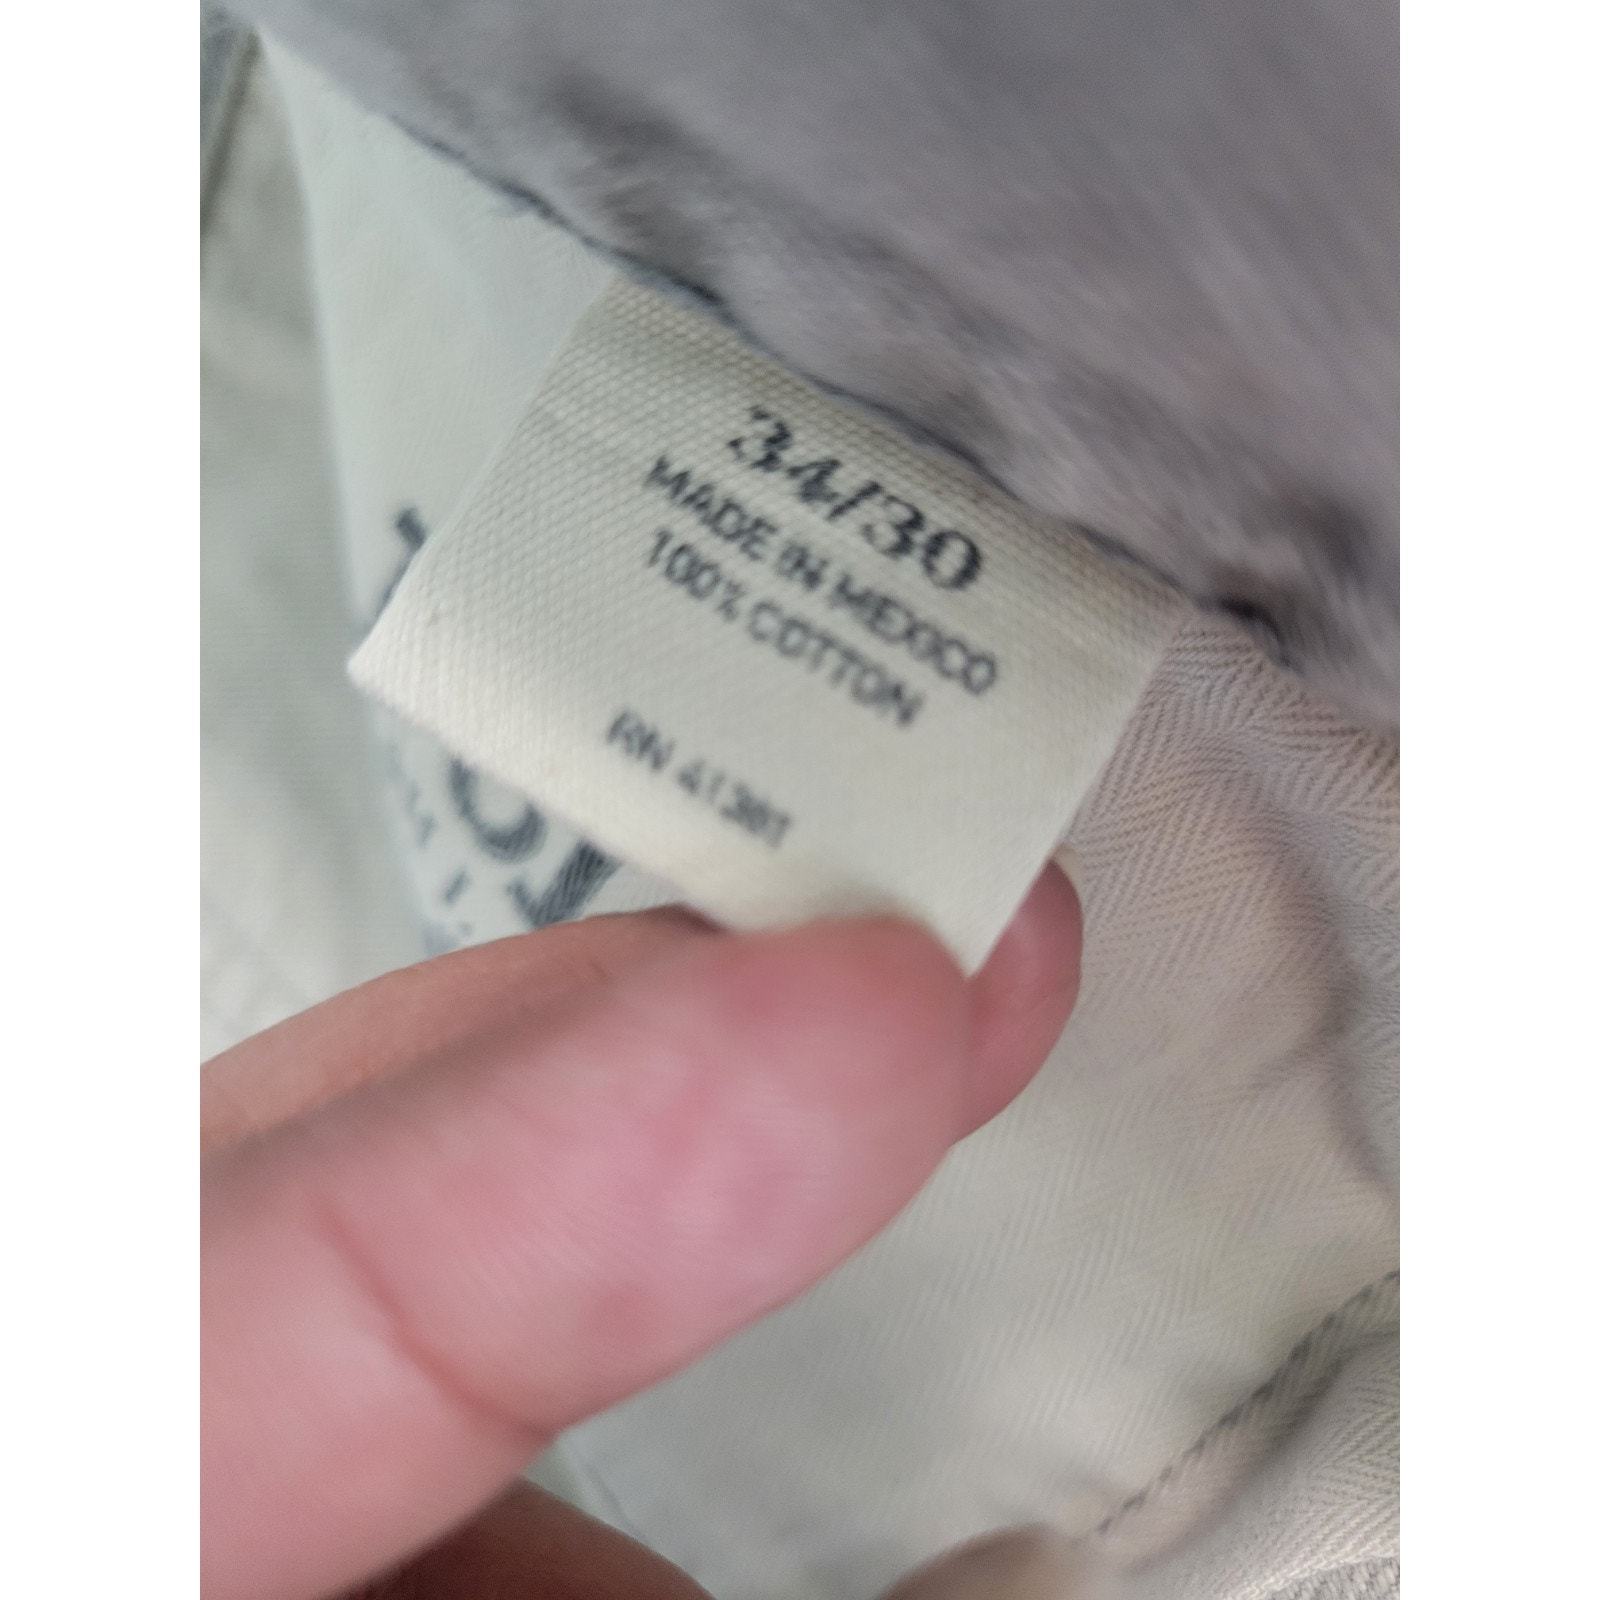 34/30
MADE IN MEXICO
100% COTTON
RN 41381